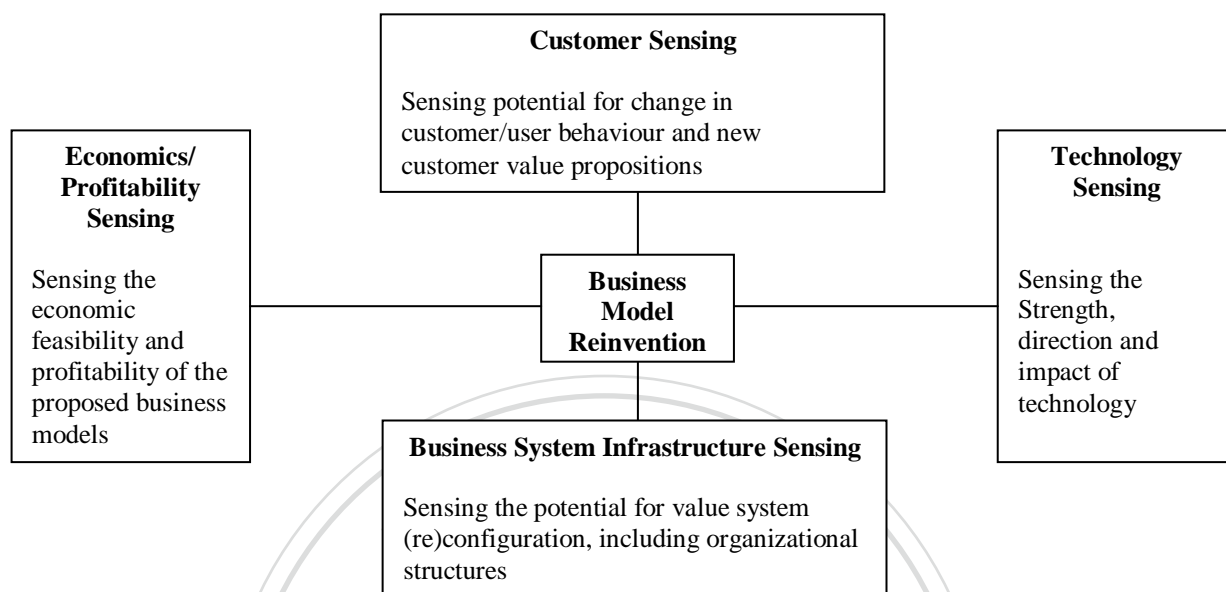 Customer Sensing
Sensing potential for change in
customer/user behaviour and new
customer value propositions
Economics/
Profitability
Sensing
Sensing the
economic
feasibility and
profitability of the
proposed business
models
Business
Model
Reinvention
Technology
Sensing
Sensing the
Strength,
direction and
impact of
technology
Business System Infrastructure Sensing
Sensing the potential for value system
(re)configuration, including organizational
structures